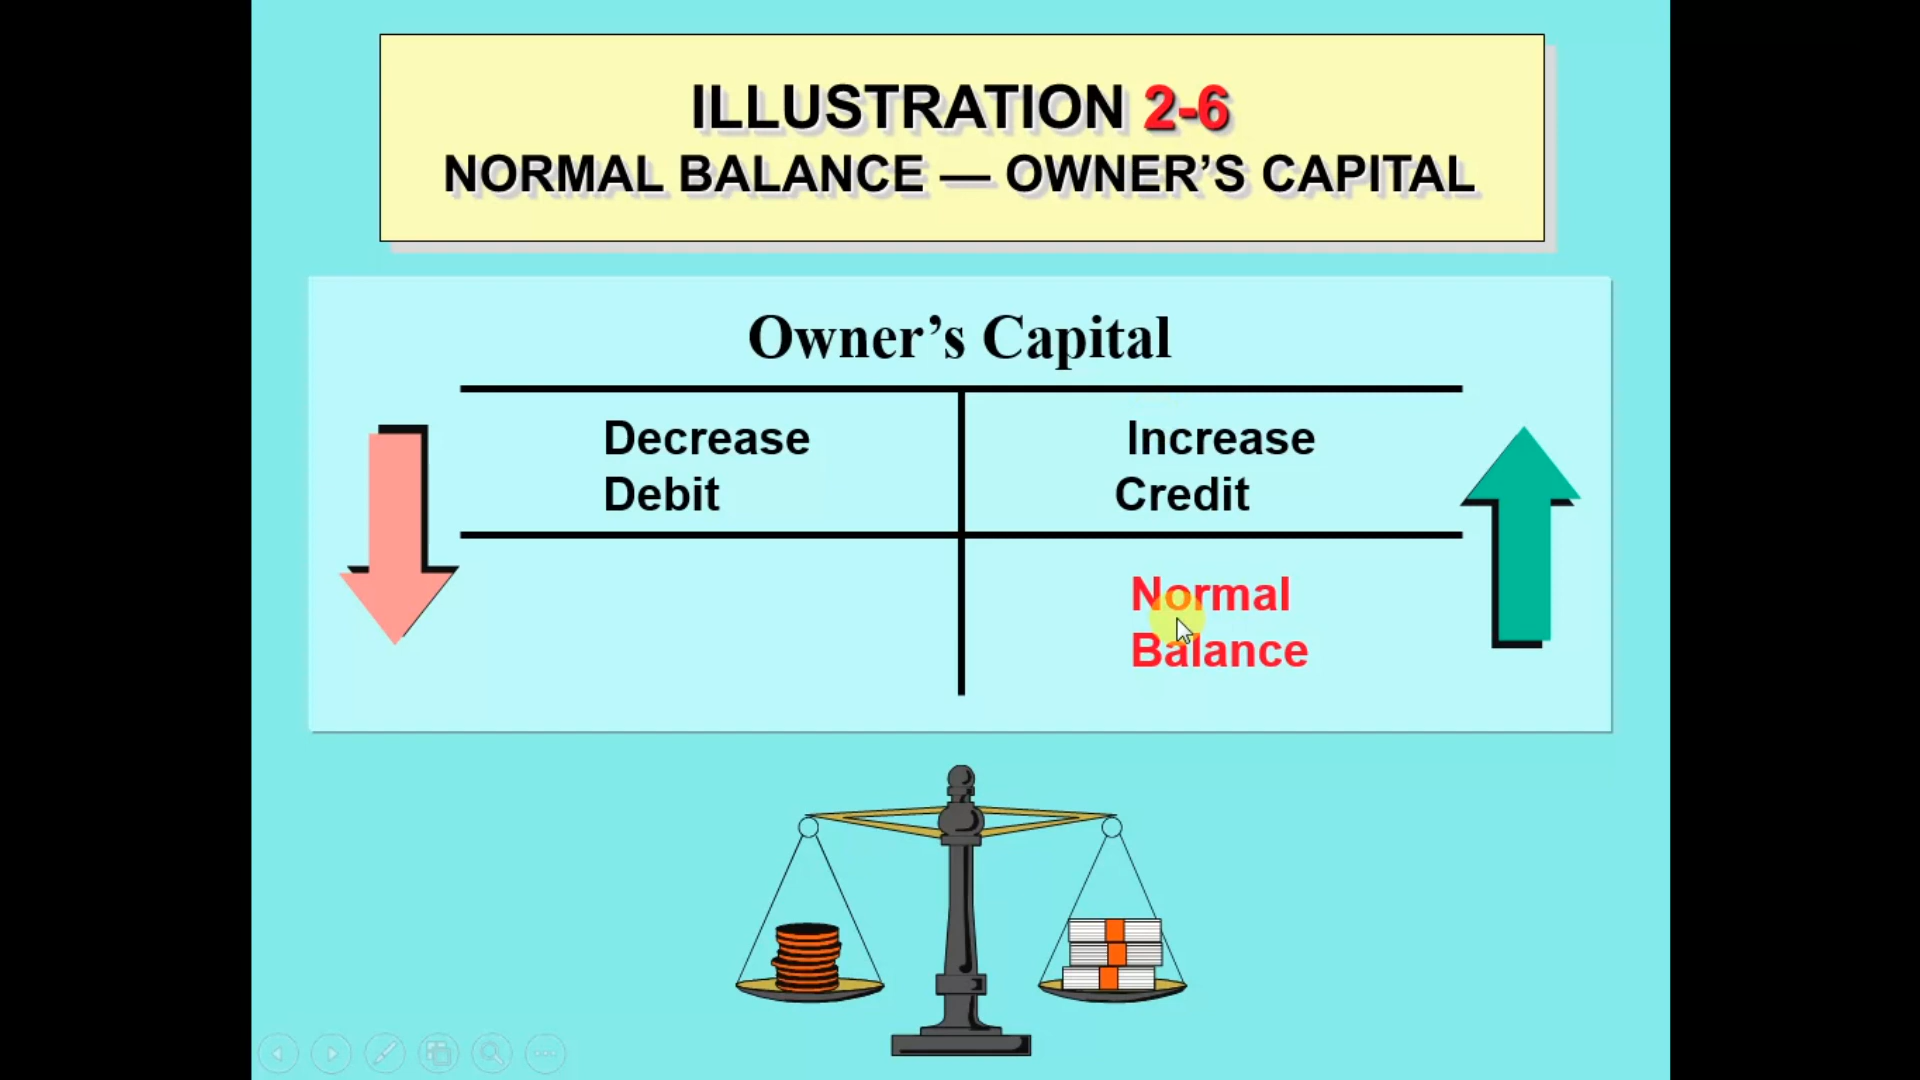 ILLUSTRATION 2-6
NORMAL BALANCE — OWNER’S CAPITAL
Owner’s Capital
Decrease
Debit
Increase
Credit
Normal
Balance